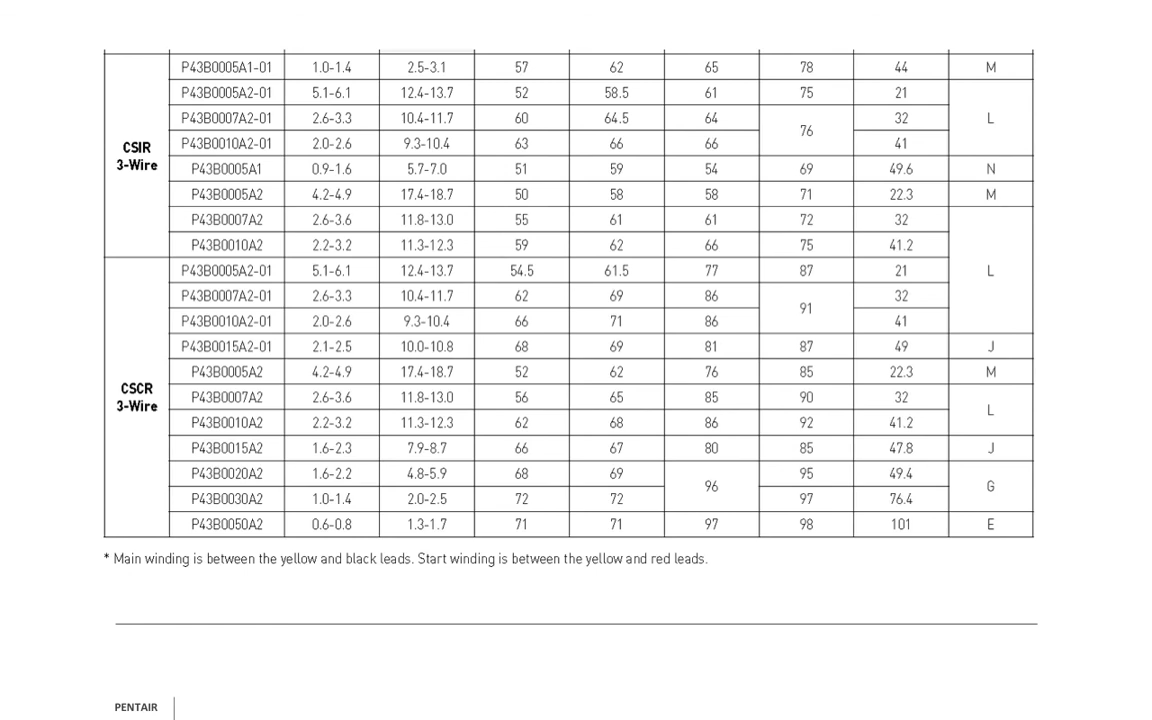 P43B0005A1-01 1.0-1.4 2.5-3.1 57 62 65 78 44 M
P43B0005A2-01 5.1-6.1 12.4-13.7 52 58.5 61 75 21
P43B0007A2-01 2.6-3.3 10.4-11.7 60 64.5 64 76 32 L
P43B0010A2-01 2.0-2.6 9.3-10.4 63 66 66 41
CSIR
3-Wire
P43B0005A1 0.9-1.6 5.7-7.0 51 59 54 69 49.6 N
P43B0005A2 4.2-4.9 17.4-18.7 50 58 58 71 22.3 M
P43B0007A2 2.6-3.6 11.8-13.0 55 61 61 72 32
P43B0010A2 2.2-3.2 11.3-12.3 59 62 66 75 41.2
P43B0005A2-01 5.1-6.1 12.4-13.7 54.5 61.5 77 87 21 L
P43B0007A2-01 2.6-3.3 10.4-11.7 62 69 86 91 32
P43B0010A2-01 2.0-2.6 9.3-10.4 66 71 86 41
P43B0015A2-01 2.1-2.5 10.0-10.8 68 69 81 87 49 J
P43B0005A2 4.2-4.9 17.4-18.7 52 62 76 85 22.3 M
CSCR
3-Wire
P43B0007A2 2.6-3.6 11.8-13.0 56 65 85 90 32 L
P43B0010A2 2.2-3.2 11.3-12.3 62 68 86 92 41.2
P43B0015A2 1.6-2.3 7.9-8.7 66 67 80 85 47.8 J
P43B0020A2 1.6-2.2 4.8-5.9 68 69 96 95 49.4 G
P43B0030A2 1.0-1.4 2.0-2.5 72 72 97 76.4
P43B0050A2 0.6-0.8 1.3-1.7 71 71 97 98 101 E
* Main winding is between the yellow and black leads. Start winding is between the yellow and red leads.
PENTAIR